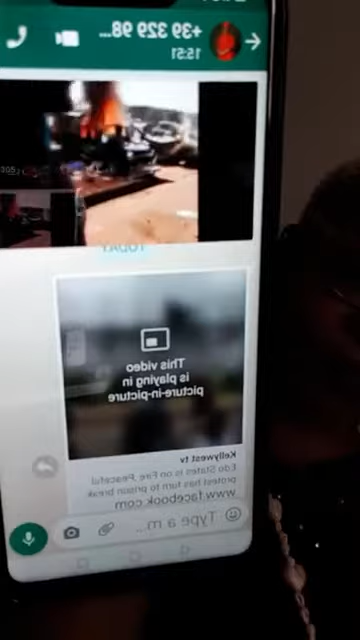 +39 329 98...
15:51
TODAY
This video
is playing in
picture-in-picture
Kellywest tv
Edo States is on Fire, Peaceful
protest has turn to prison break
www.facebook.com
Type a m...